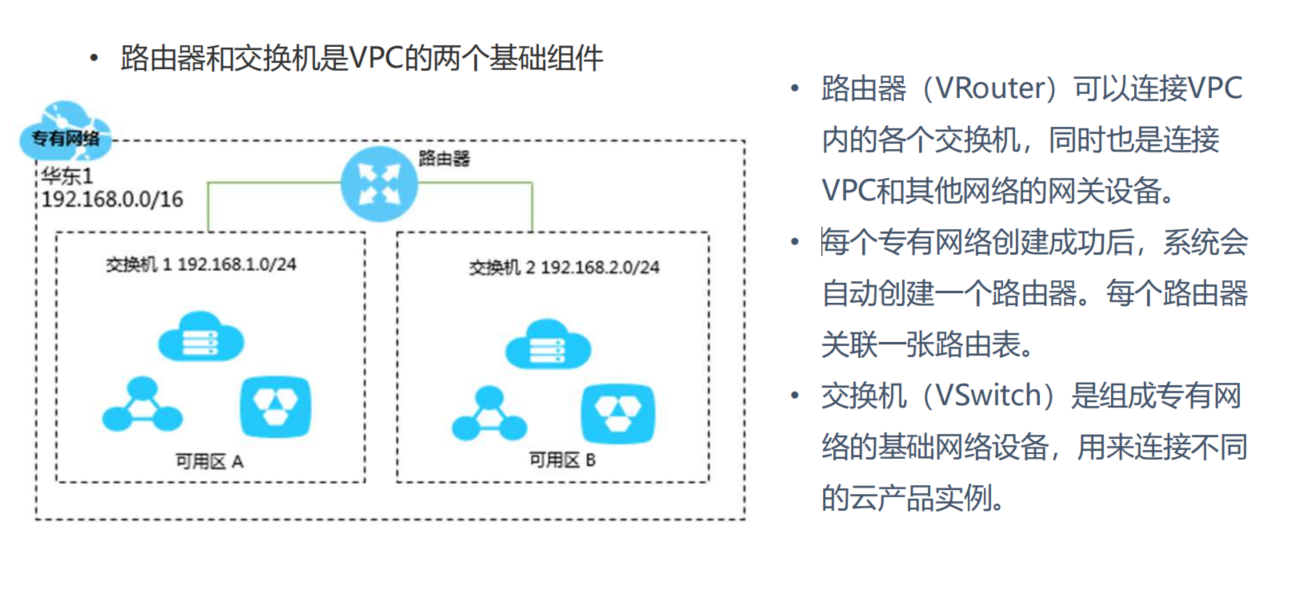 • 路由器和交换机是VPC的两个基础组件
专有网络
华东1
192.168.0.0/16
路由器
交换机 1 192.168.1.0/24
可用区 A
交换机 2 192.168.2.0/24
可用区 B
• 路由器（VRouter）可以连接VPC
内的各个交换机，同时也是连接
VPC和其他网络的网关设备。
• 每个专有网络创建成功后，系统会
自动创建一个路由器。每个路由器
关联一张路由表。
• 交换机（VSwitch）是组成专有网
络的基础网络设备，用来连接不同
的云产品实例。